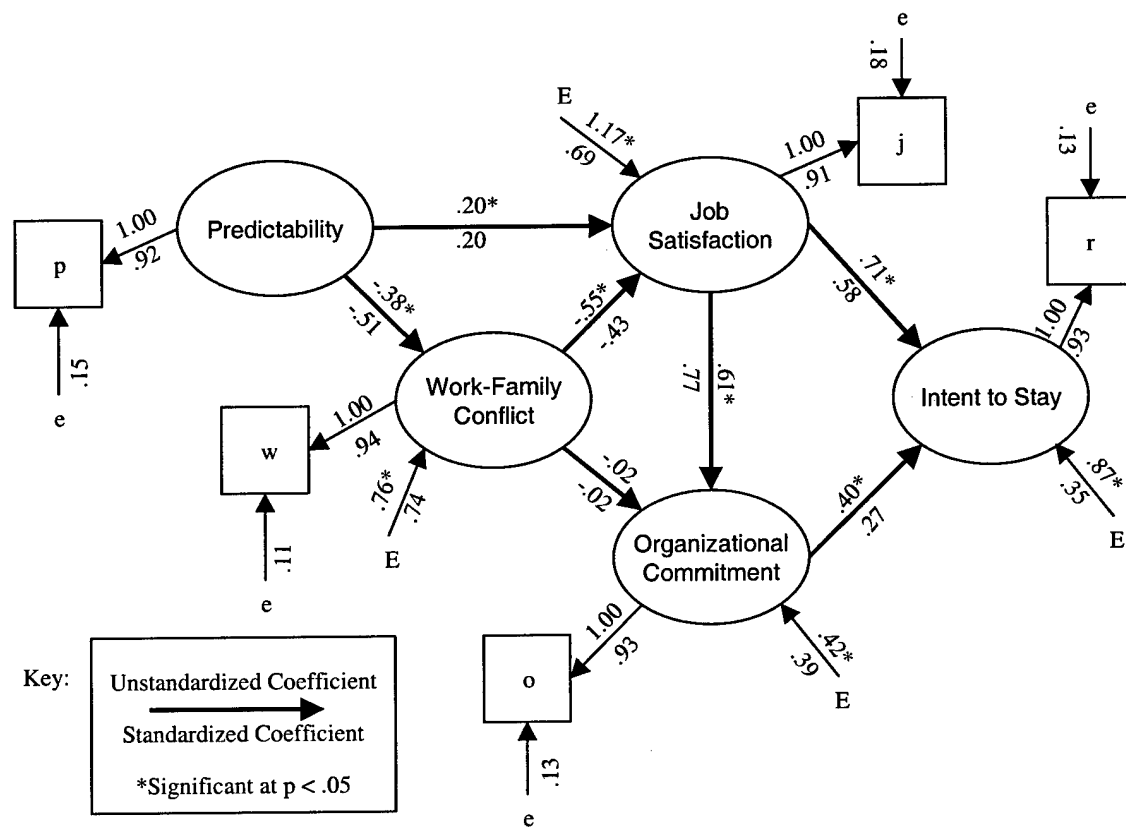 e
.18
E
1.17*
.69
j
1.00
.91
e
.13
r
1.00
.93
Predictability
1.00
.92
p
.15
e
.20*
.20
Job
Satisfaction
-.38*
-.51
-.55*
-.43
.71*
.58
.61*
.77
Work-Family
Conflict
1.00
.94
w
.11
e
.76*
.74
E
-.02
-.02
Intent to Stay
.87*
.35
E
.40*
.27
Organizational
Commitment
1.00
.93
o
.13
e
.42*
.39
E
Key:
Unstandardized Coefficient
Standardized Coefficient
*Significant at p < .05